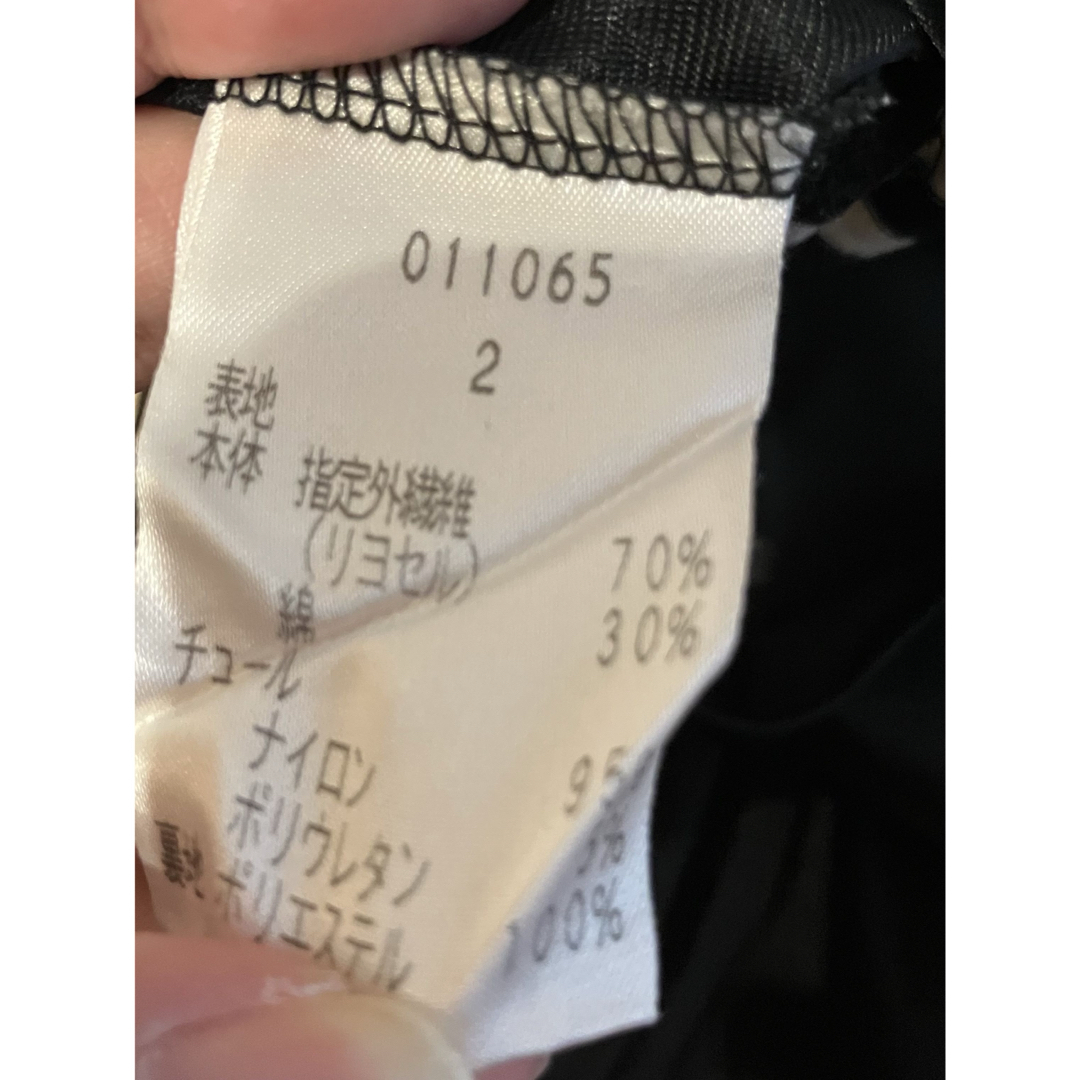 011065
2
表地
本体 指定外繊維
(リヨセル) 70%
綿 30%
チュール
ナイロン
ポリウレタン
ポリエステル 100%